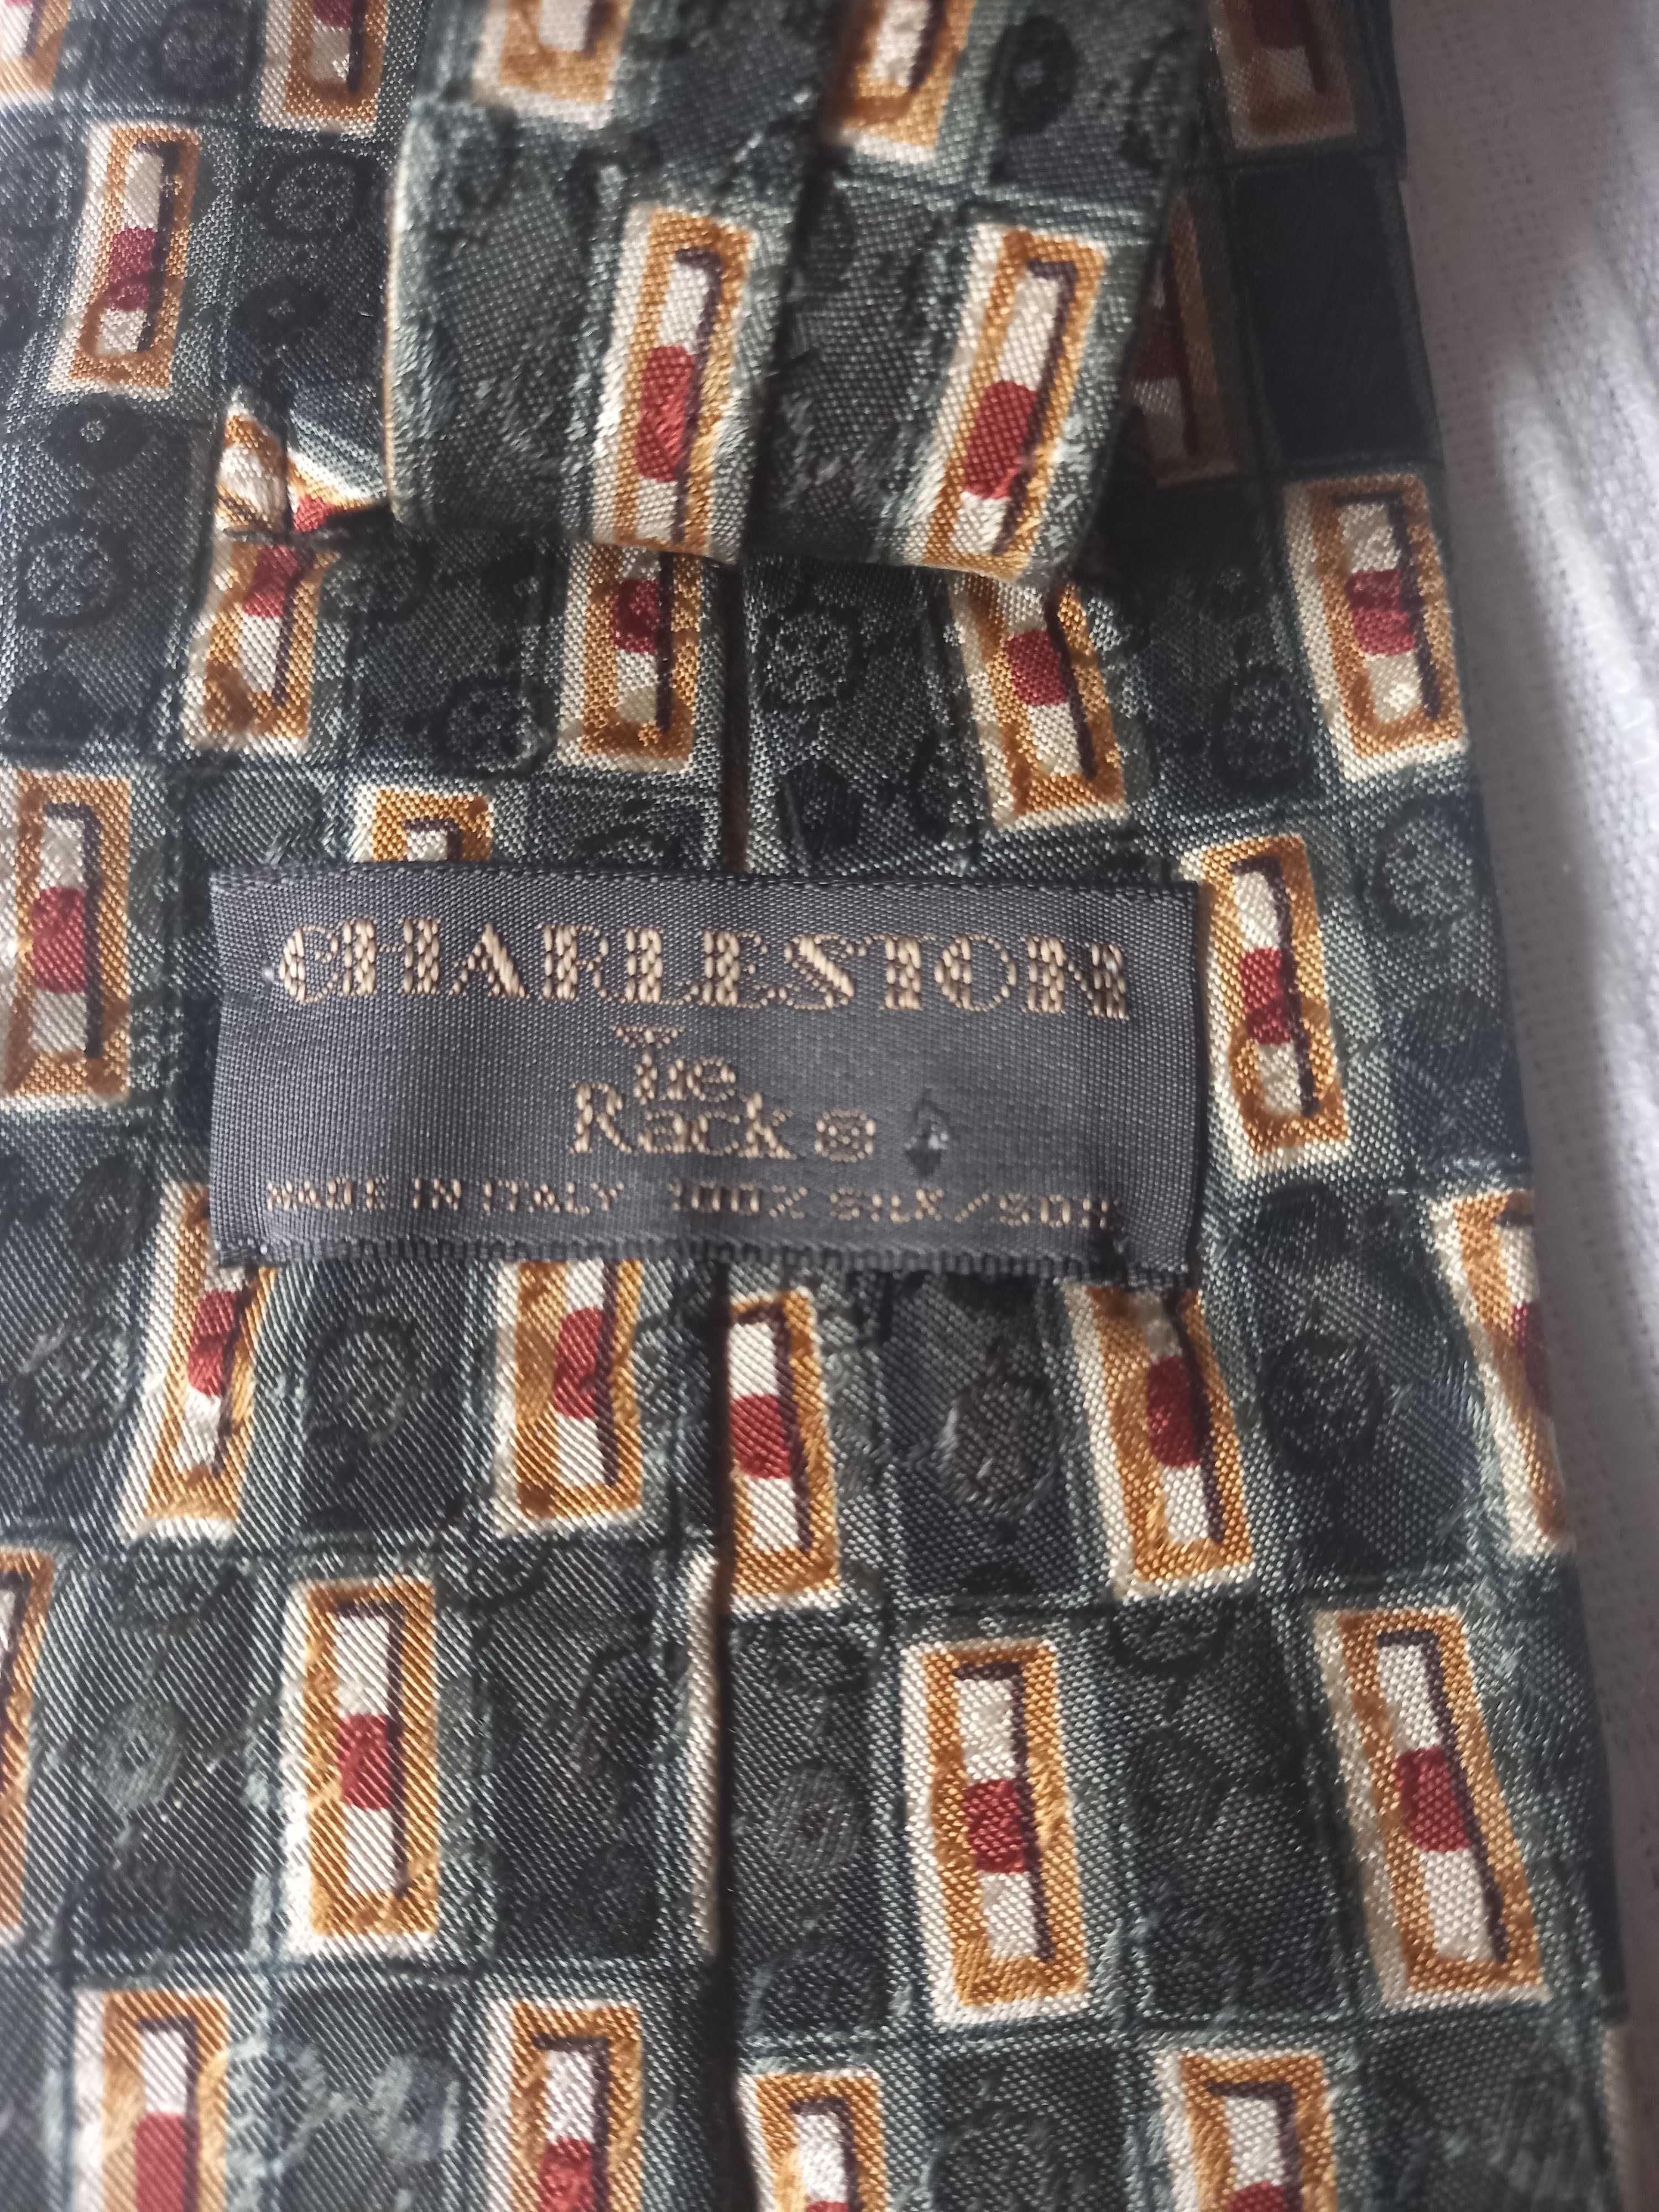 CHARLESTON
Tie
Rack ®
MADE IN ITALY 100% SILK/SOIE